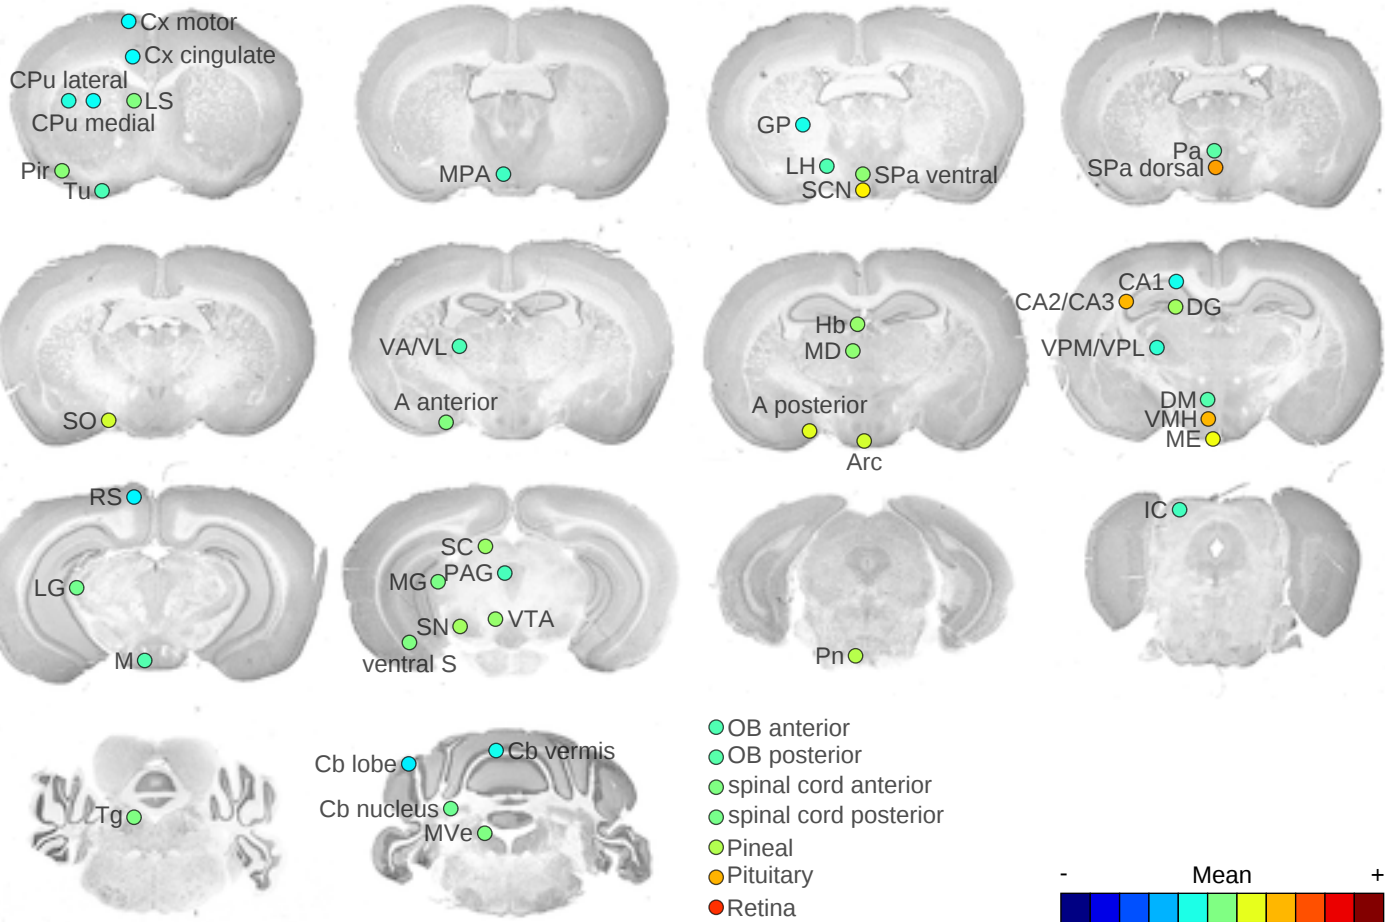 Cx motor
Cx cingulate
CPu lateral
LS
CPu medial
Pir
Tu
MPA
GP
LH
SPa ventral
SCN
Pa
SPa dorsal
SO
VA/VL
A anterior
Hb
MD
A posterior
Arc
CA1
CA2/CA3
DG
VPM/VPL
DM
VMH
ME
RS
LG
M
SC
PAG
MG
VTA
SN
ventral S
Pn
IC
Tg
Cb lobe
Cb vermis
Cb nucleus
MVe
OB anterior
OB posterior
spinal cord anterior
spinal cord posterior
Pineal
Pituitary
Retina
- Mean +